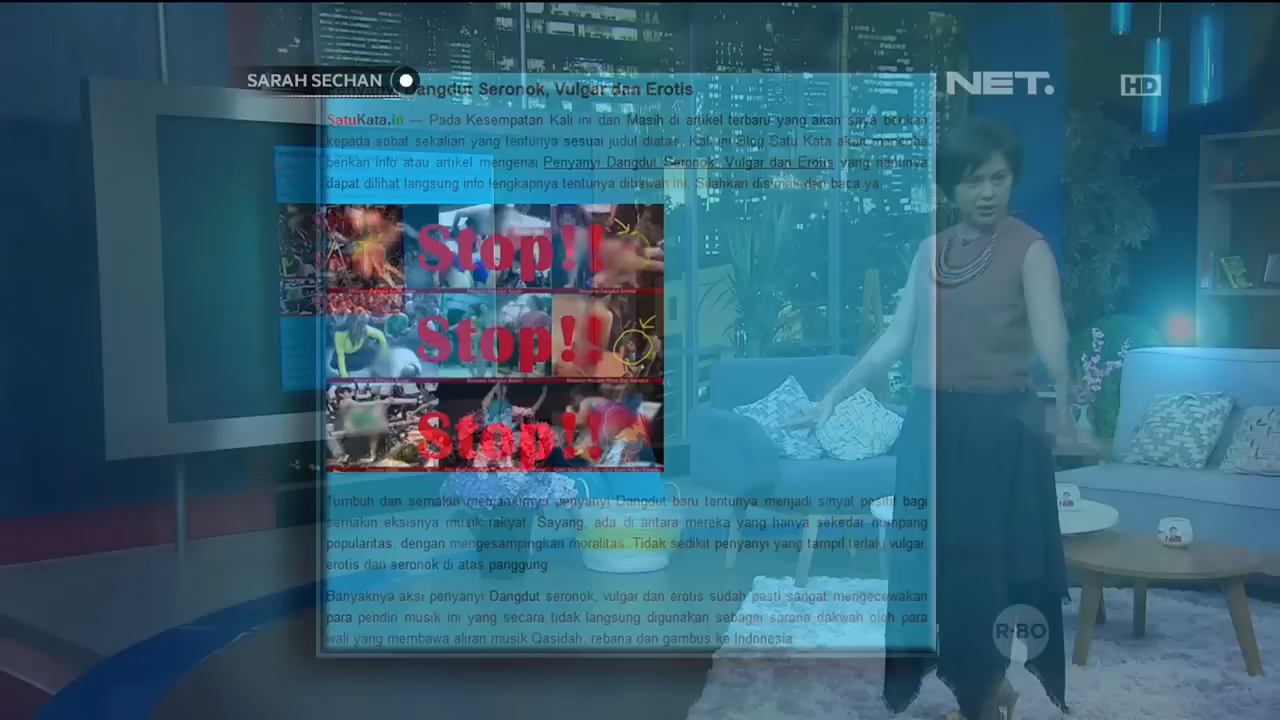 SARAH SECHAN
NET.
HD
Dangdut Seronok, Vulgar dan Erotis
SatuKata.in — Pada Kesempatan Kali ini dan Masih di artikel terbaru yang akan saya berikan
kepada sobat sekalian yang tentunya sesuai judul diatas. Kali ini Blog Satu Kata akan mencoba
berikan info atau artikel mengenai Penyanyi Dangdut Seronok, Vulgar dan Erotis yang nantinya
dapat dilihat langsung info lengkapnya tentunya dibawah ini. Silahkan disimak dan baca ya
Stop!!
Stop!!
Stop!!
Tumbuh dan semakin menjamurnya penyanyi Dangdut baru tentunya menjadi sinyal positif bagi
semakin eksisnya musik rakyat. Sayang, ada di antara mereka yang hanya sekedar numpang
popularitas, dengan mengesampingkan moralitas. Tidak sedikit penyanyi yang tampil terlalu vulgar,
erotis dan seronok di atas panggung
Banyaknya aksi penyanyi Dangdut seronok, vulgar dan erotis sudah pasti sangat mengecewakan
para pendiri musik ini yang secara tidak langsung digunakan sebagai sarana dakwah oleh para
wali yang membawa aliran musik Qasidah, rebana dan gambus ke Indonesia
R-BO